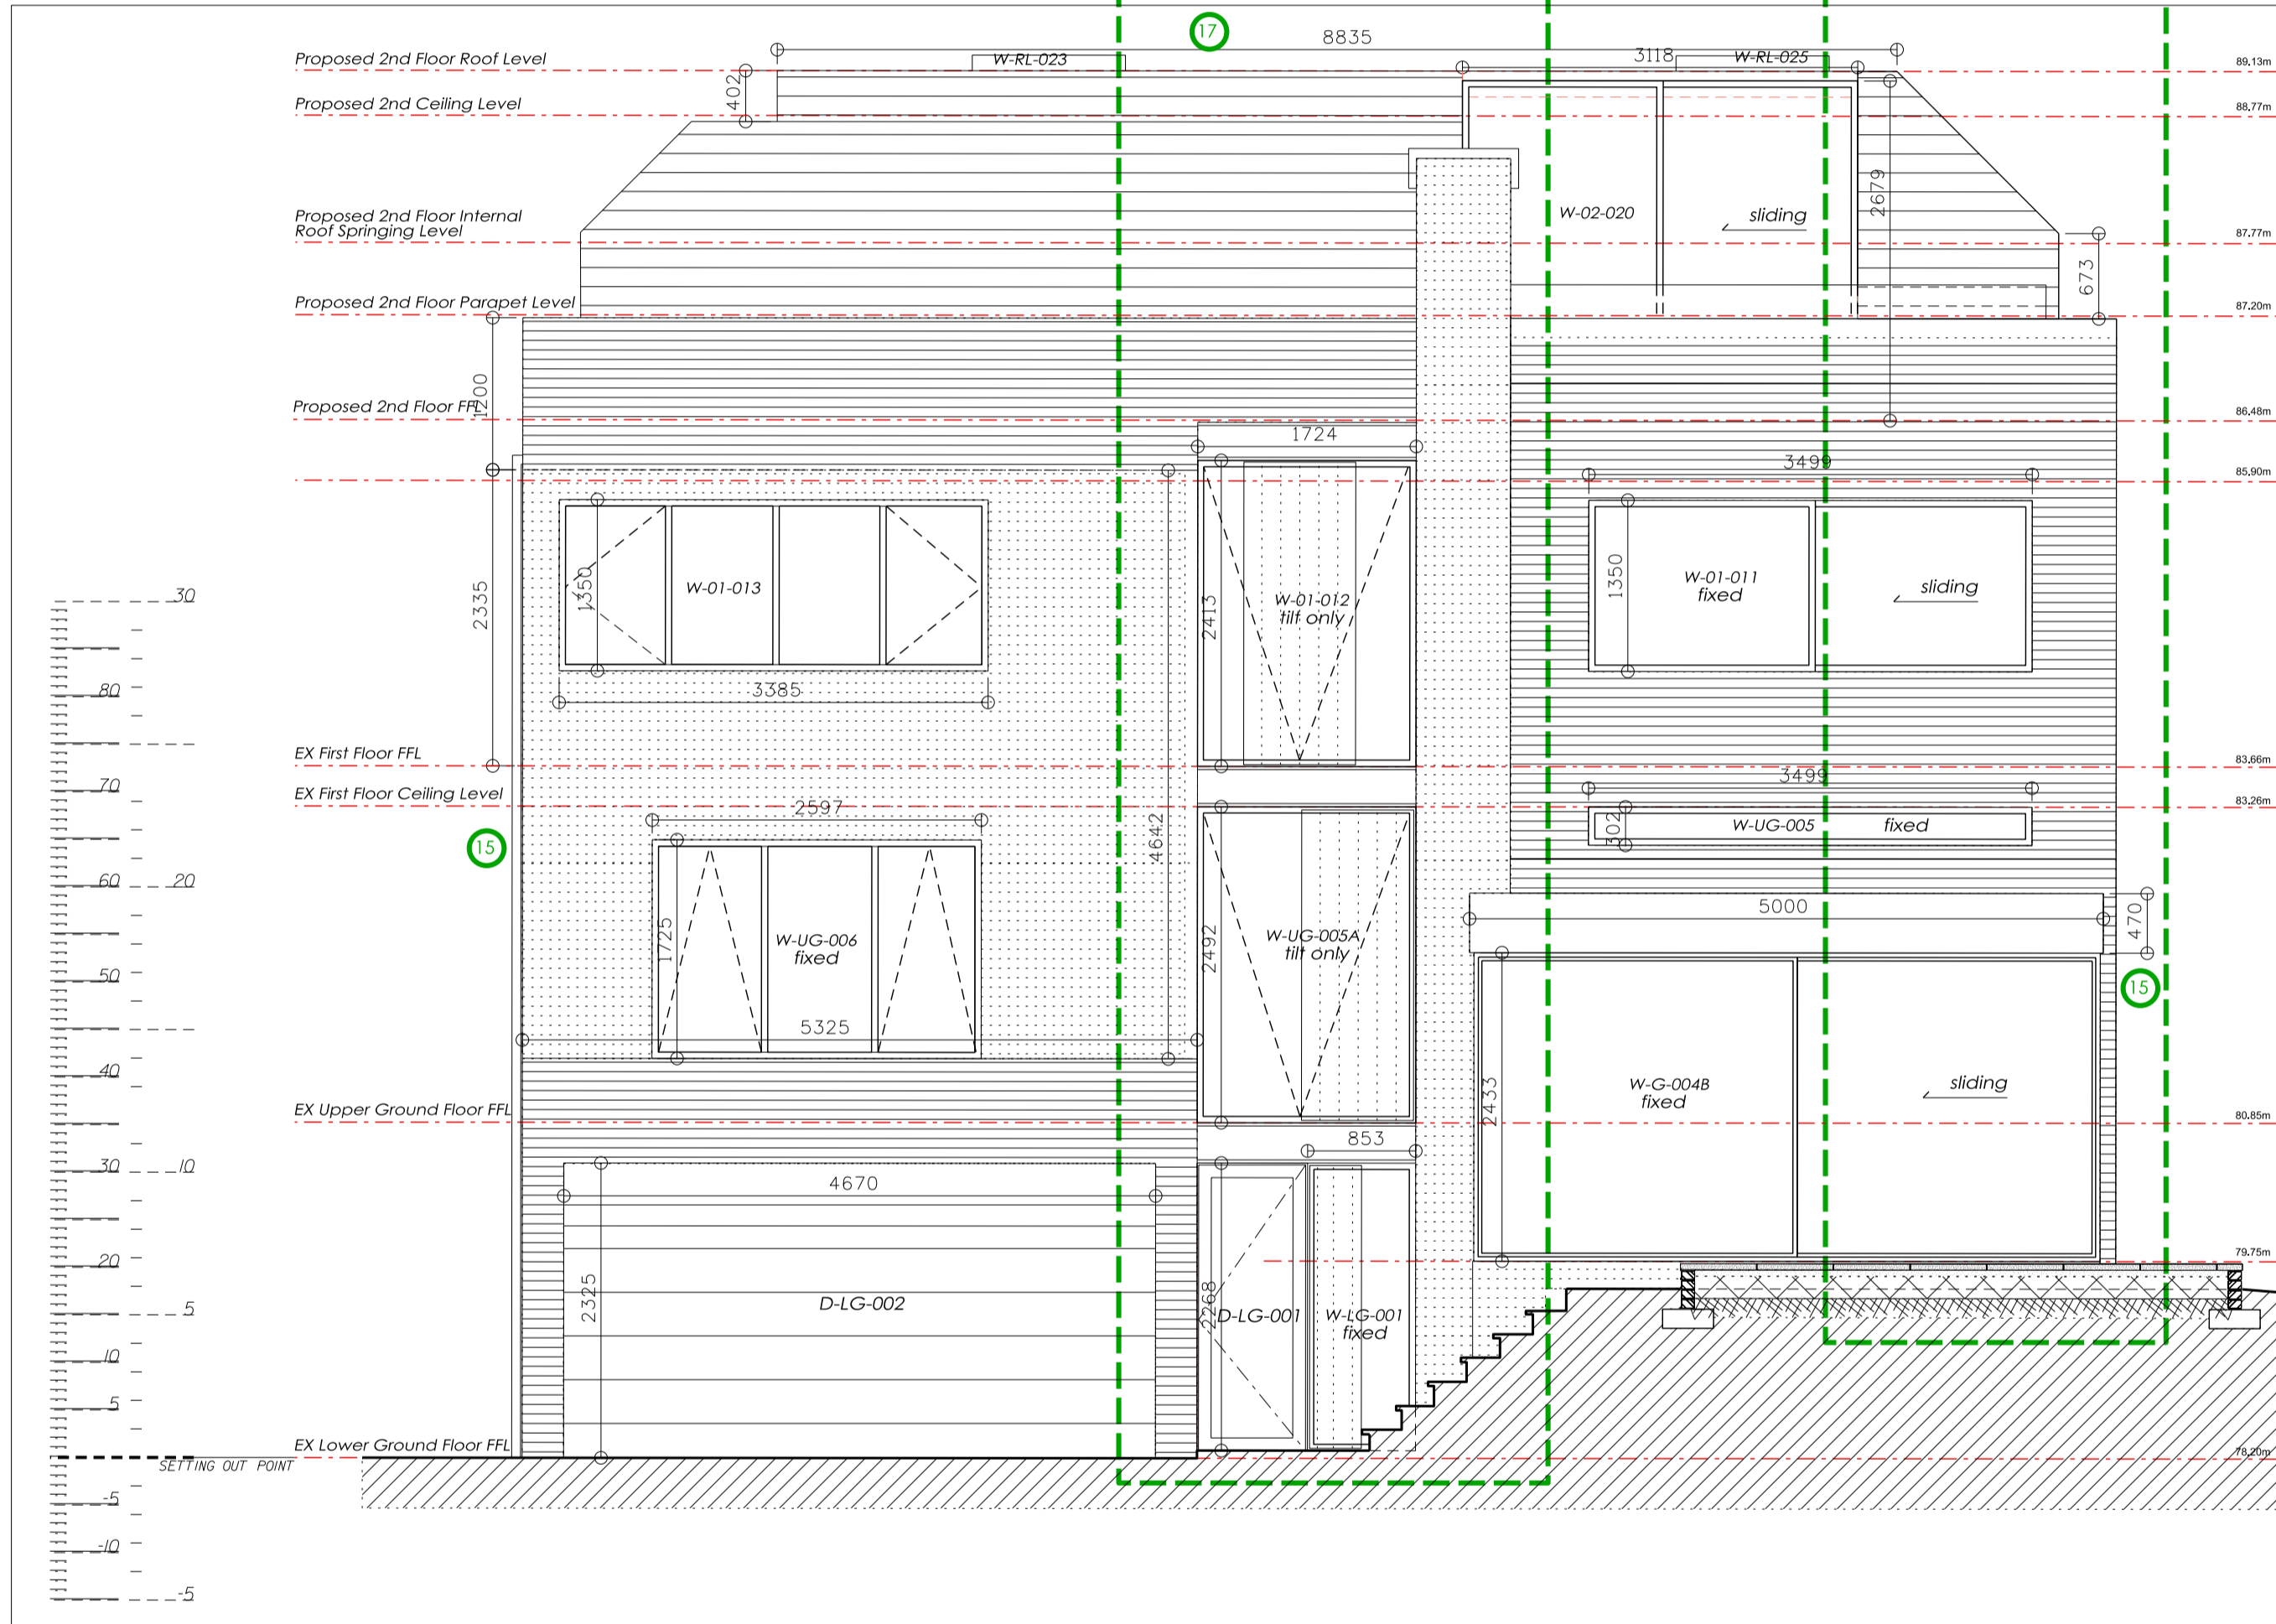 17
8835
Proposed 2nd Floor Roof Level
W-RL-023
3118
W-RL-025
89.13m
402
Proposed 2nd Ceiling Level
88.77m
2679
Proposed 2nd Floor Internal
Roof Springing Level
W-02-020
sliding
87.77m
673
Proposed 2nd Floor Parapet Level
87.20m
1200
Proposed 2nd Floor FFL
86.48m
1724
3499
85.90m
2335
1350
W-01-013
2413
W-01-012
tilt only
1350
W-01-011
fixed
sliding
30
80
3385
EX First Floor FFL
83.66m
70
3499
EX First Floor Ceiling Level
83.26m
2597
302
W-UG-005
fixed
15
4642
60
20
5000
470
1725
W-UG-006
fixed
2492
W-UG-005A
tilt only
50
15
5325
40
2433
W-G-004B
fixed
sliding
EX Upper Ground Floor FFL
80.85m
853
30
10
4670
20
79.75m
2325
D-LG-002
2268
D-LG-001
W-LG-001
fixed
5
10
5
EX Lower Ground Floor FFL
78.20m
SETTING OUT POINT
-5
-10
-5